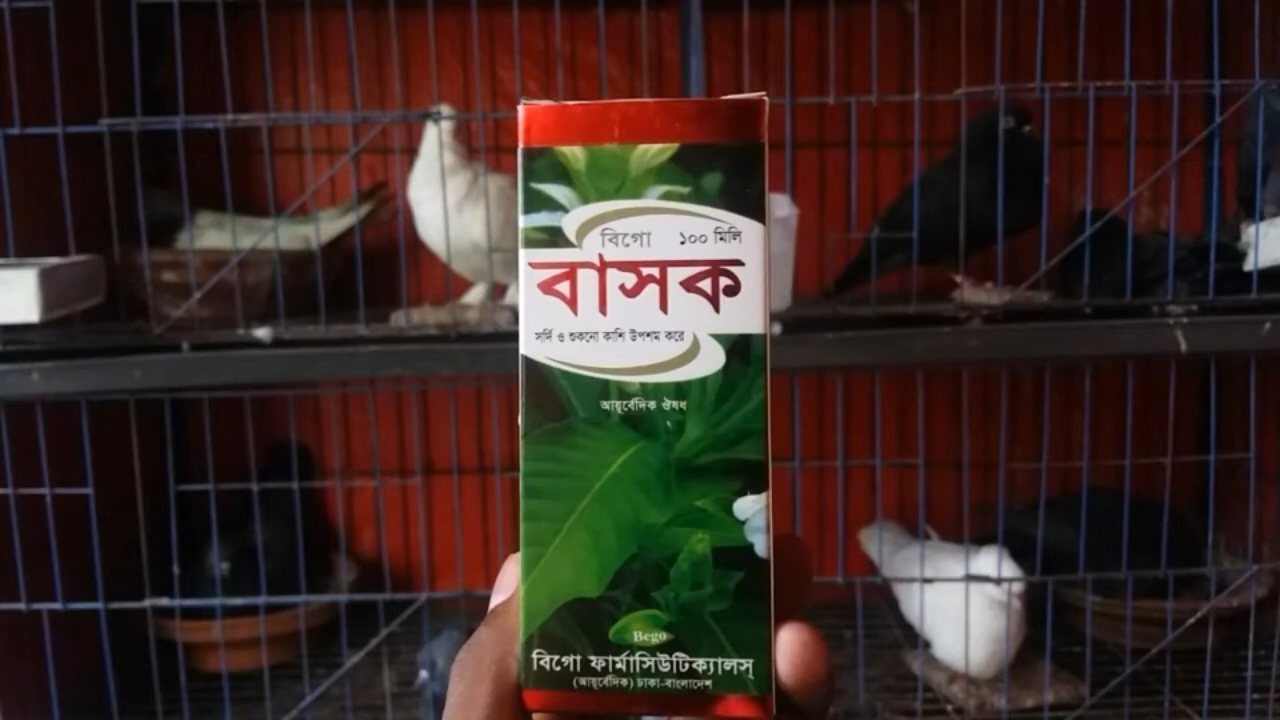 বিগো ১০০ মিলি
বাসক
সর্দি ও শুকনো কাশি উপশম করে
আয়ুর্বেদিক ঔষধ
Bego
বিগো ফার্মাসিউটিক্যালস্
(আয়ুর্বেদিক) ঢাকা-বাংলাদেশ